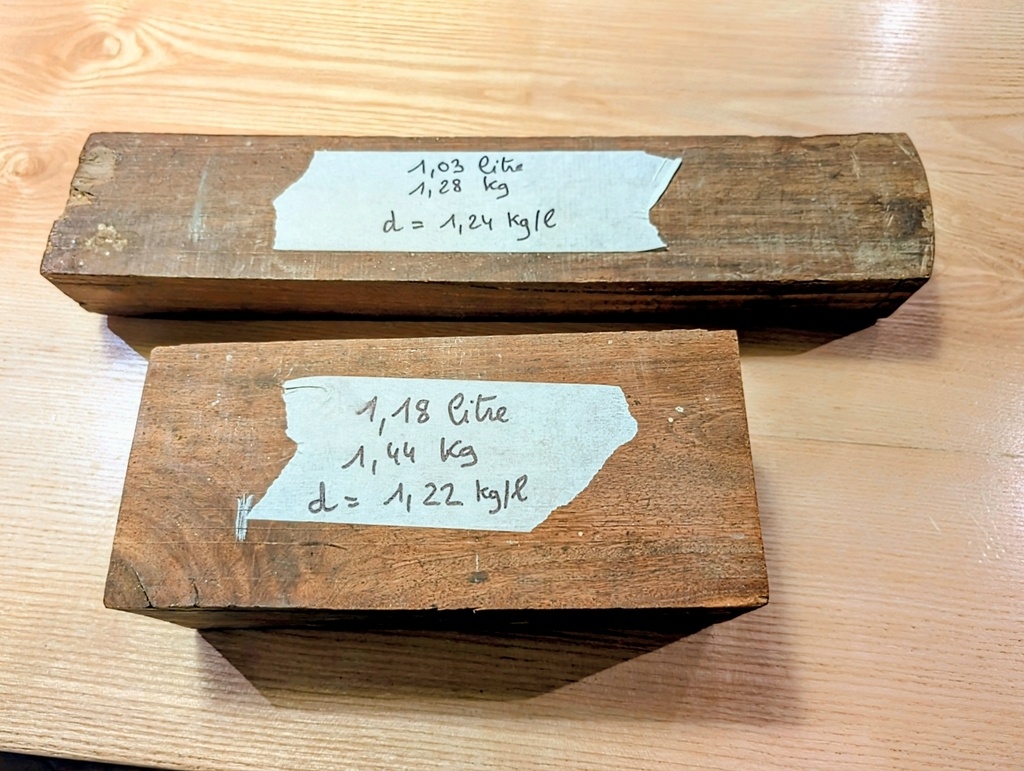 1,03 litre
1,28 kg
d = 1,24 kg/l
1,18 litre
1,44 kg
d = 1,22 kg/l